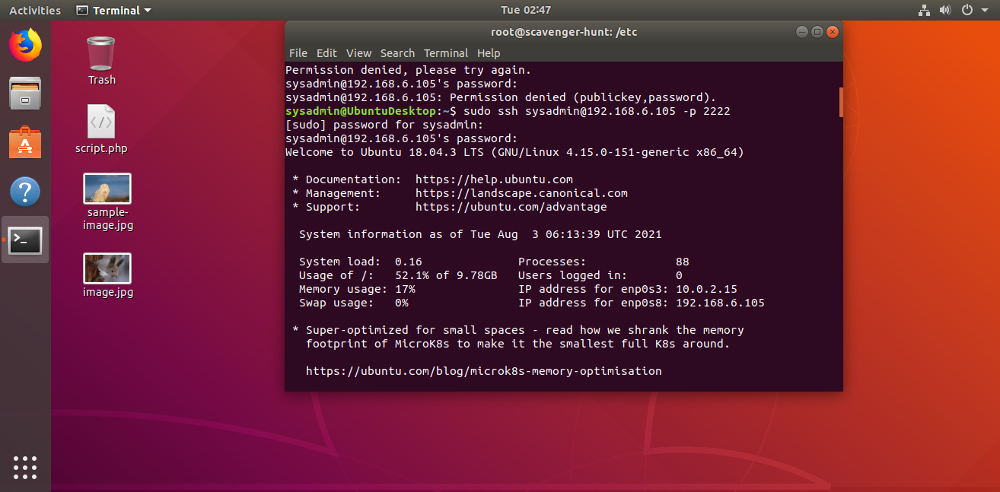 Activities
Terminal
Tue 02:47
Trash
script.php
sample-
image.jpg
image.jpg
root@scavenger-hunt: /etc
File Edit View Search Terminal Help
Permission denied, please try again.
sysadmin@192.168.6.105's password:
sysadmin@192.168.6.105: Permission denied (publickey,password).
sysadmin@UbuntuDesktop:~$ sudo ssh sysadmin@192.168.6.105 -p 2222
[sudo] password for sysadmin:
sysadmin@192.168.6.105's password:
Welcome to Ubuntu 18.04.3 LTS (GNU/Linux 4.15.0-151-generic x86_64)
* Documentation:  https://help.ubuntu.com
* Management:     https://landscape.canonical.com
* Support:        https://ubuntu.com/advantage
System information as of Tue Aug  3 06:13:39 UTC 2021
System load:  0.16              Processes:             88
Usage of /:   52.1% of 9.78GB   Users logged in:       0
Memory usage: 17%               IP address for enp0s3: 10.0.2.15
Swap usage:   0%                IP address for enp0s8: 192.168.6.105
* Super-optimized for small spaces - read how we shrank the memory
footprint of MicroK8s to make it the smallest full K8s around.
https://ubuntu.com/blog/microk8s-memory-optimisation